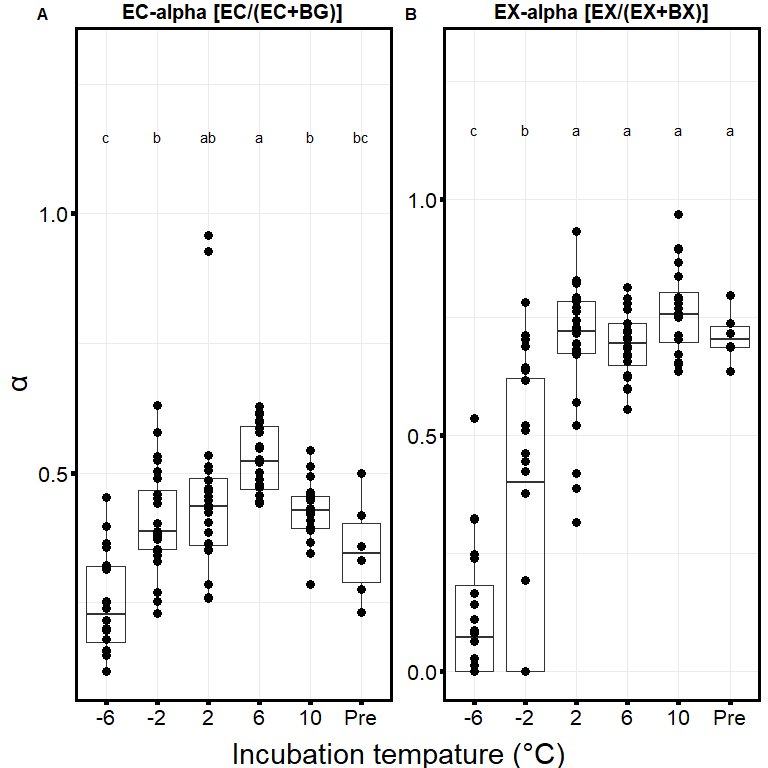 A EC-alpha [EC/(EC+BG)]
B EX-alpha [EX/(EX+BX)]
c b ab a b bc
c b a a a a
1.0
0.5
1.0
0.5
0.0
α
-6 -2 2 6 10 Pre
-6 -2 2 6 10 Pre
Incubation tempature (°C)